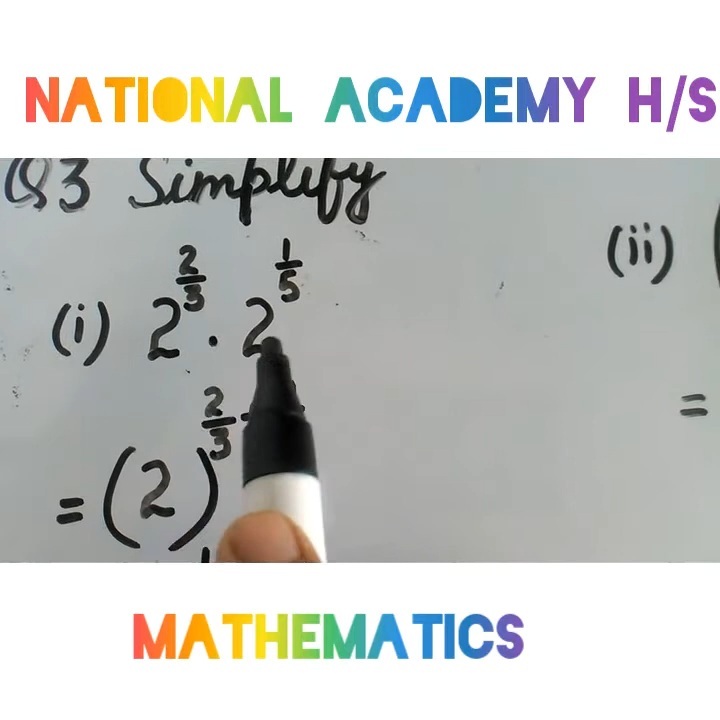 NATIONAL ACADEMY H/S
Q3 Simplify
(i) 2^{2/3} · 2^{1/5}
(ii)
= (2)^{2/3
=
MATHEMATICS